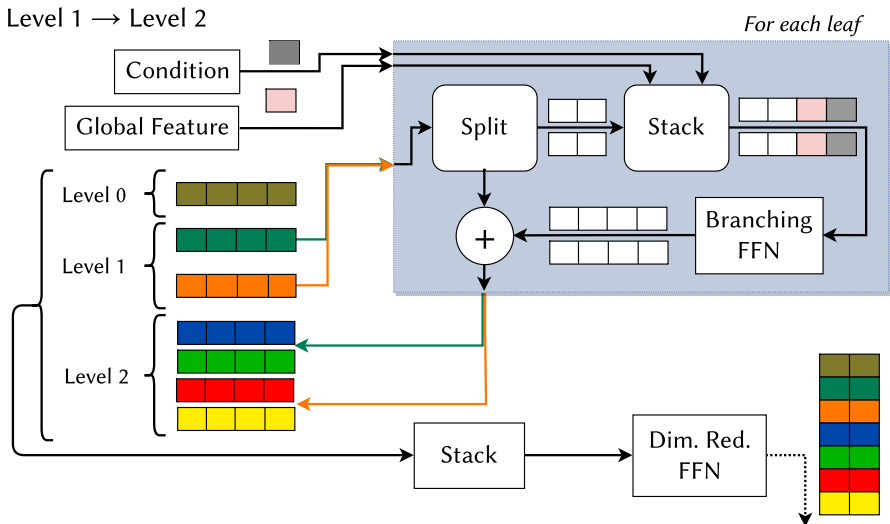 Level 1 → Level 2
For each leaf
Condition
Global Feature
Split
Stack
Level 0
Level 1
+
Branching
FFN
Level 2
Stack
Dim. Red.
FFN